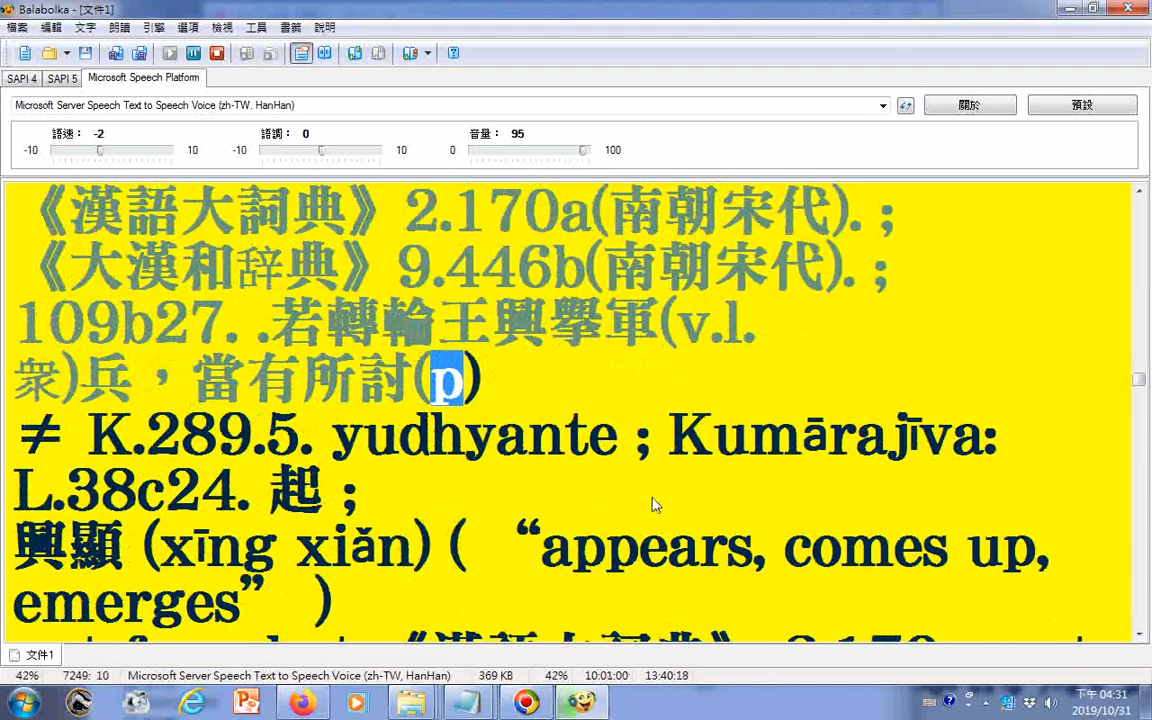 Balabolka - [文件1]
檔案 編輯 文字 朗讀 引擎 選項 檢視 工具 書籤 說明
SAPI 4 SAPI 5 Microsoft Speech Platform
Microsoft Server Speech Text to Speech Voice (zh-TW, HanHan) 關於 預設
語速： -2 語調： 0 音量： 95
-10 10 -10 10 0 100
《漢語大詞典》2.170a(南朝宋代). ;
《大漢和辞典》9.446b(南朝宋代). ;
109b27. .若轉輪王興擧軍(v.l.
衆)兵，當有所討(p)
≠ K.289.5. yudhyante ; Kumārajīva:
L.38c24. 起 ;
興顯 (xīng xiǎn) ( “appears, comes up,
emerges” )
文件1
42% 7249: 10 Microsoft Server Speech Text to Speech Voice (zh-TW, HanHan) 369 KB 42% 10:01:00 13:40:18
下午 04:31
2019/10/31